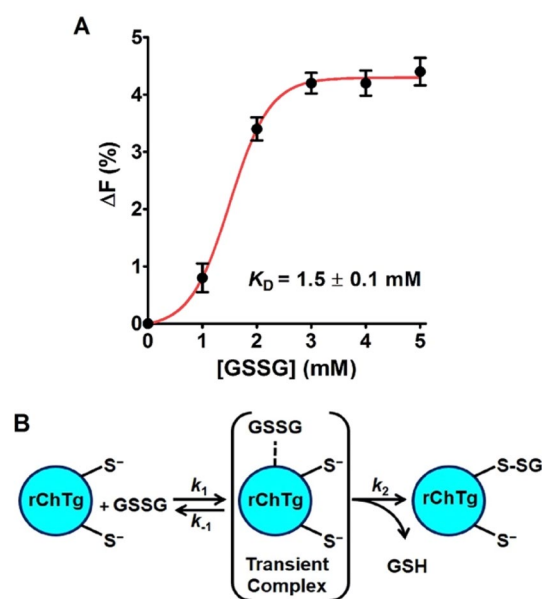 A
5
4
3
2
1
0
ΔF (%)
K_D = 1.5 ± 0.1 mM
0 1 2 3 4 5
[GSSG] (mM)
B
GSSG
S⁻ S⁻ S-SG
rChTg + GSSG k₁ k₋₁ rChTg k₂ rChTg
S⁻ S⁻ S⁻
Transient
Complex
GSH